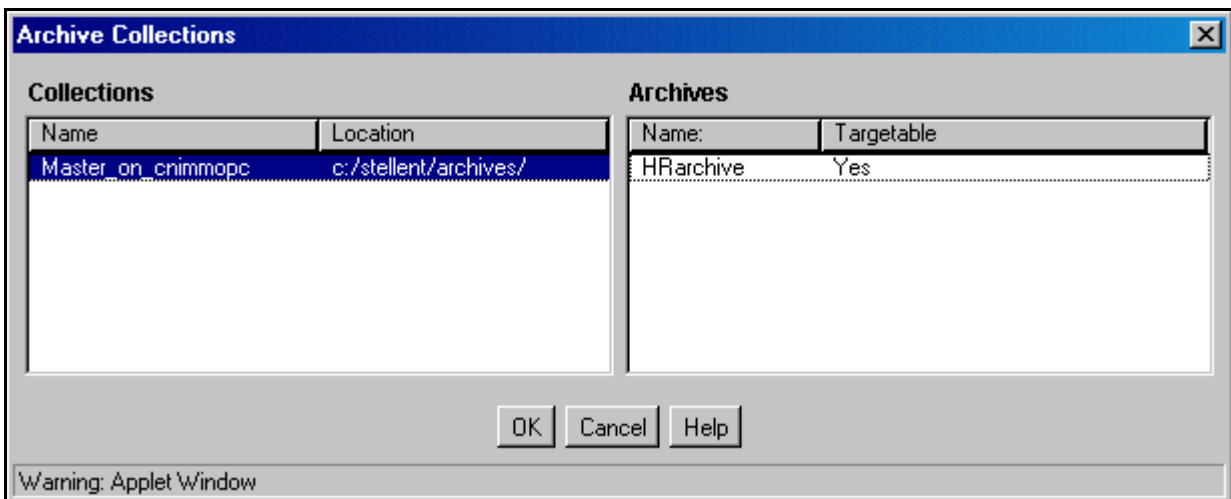 Archive Collections
Collections
Archives
Name Location
Name: Targetable
Master_on_cnimmopc c:/stellent/archives/
HRarchive Yes
OK Cancel Help
Warning: Applet Window